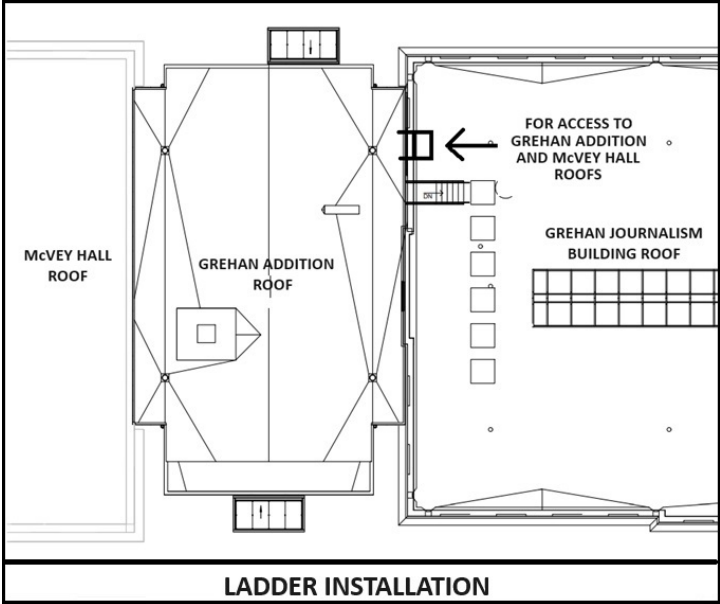 FOR ACCESS TO
GREHAN ADDITION
AND McVEY HALL
ROOFS
DN
McVEY HALL
ROOF
GREHAN ADDITION
ROOF
GREHAN JOURNALISM
BUILDING ROOF
LADDER INSTALLATION